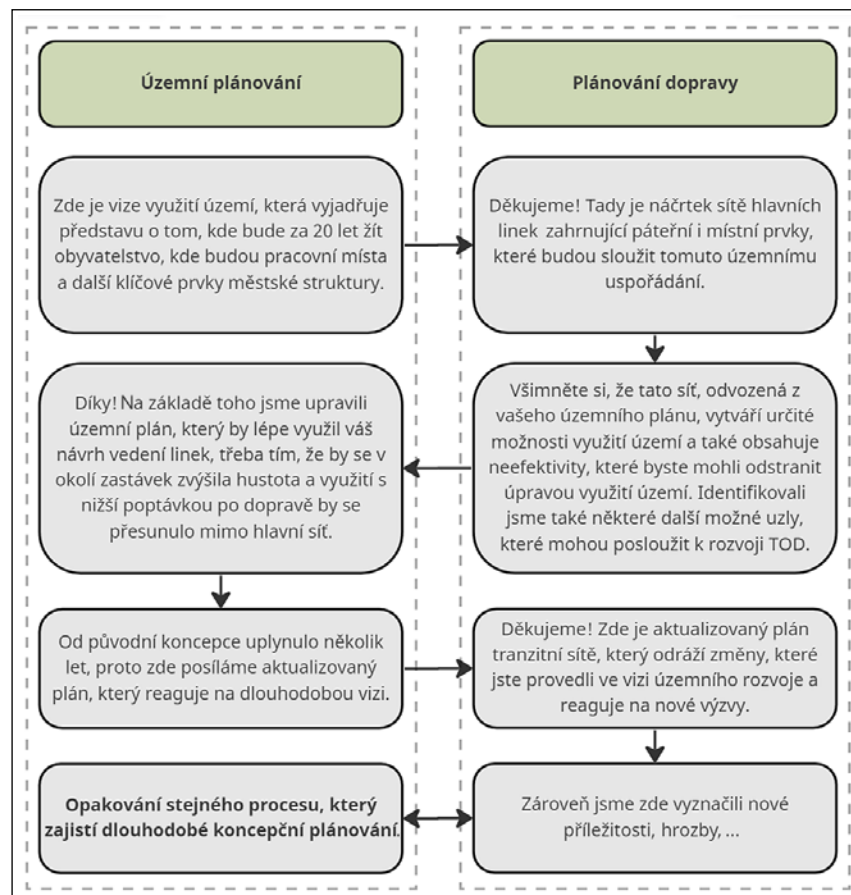 Územní plánování
Plánování dopravy
Zde je vize využití území, která vyjadřuje
představu o tom, kde bude za 20 let žít
obyvatelstvo, kde budou pracovní místa
a další klíčové prvky městské struktury.
Děkujeme! Tady je náčrtek sítě hlavních
linek zahrnující páteřní i místní prvky,
které budou sloužit tomuto územnímu
uspořádání.
Všimněte si, že tato síť, odvozená z
vašeho územního plánu, vytváří určité
možnosti využití území a také obsahuje
neefektivity, které byste mohli odstranit
úpravou využití území. Identifikovali
jsme také některé další možné uzly,
které mohou posloužit k rozvoji TOD.
Díky! Na základě toho jsme upravili
územní plán, který by lépe využil váš
návrh vedení linek, třeba tím, že by se v
okolí zastávek zvýšila hustota a využití s
nižší poptávkou po dopravě by se
přesunulo mimo hlavní síť.
Od původní koncepce uplynulo několik
let, proto zde posíláme aktualizovaný
plán, který reaguje na dlouhodobou vizi.
Děkujeme! Zde je aktualizovaný plán
tranzitní sítě, který odráží změny, které
jste provedli ve vizi územního rozvoje a
reaguje na nové výzvy.
Zároveň jsme zde vyznačili nové
příležitosti, hrozby, ...
Opakování stejného procesu, který
zajistí dlouhodobé koncepční plánování.